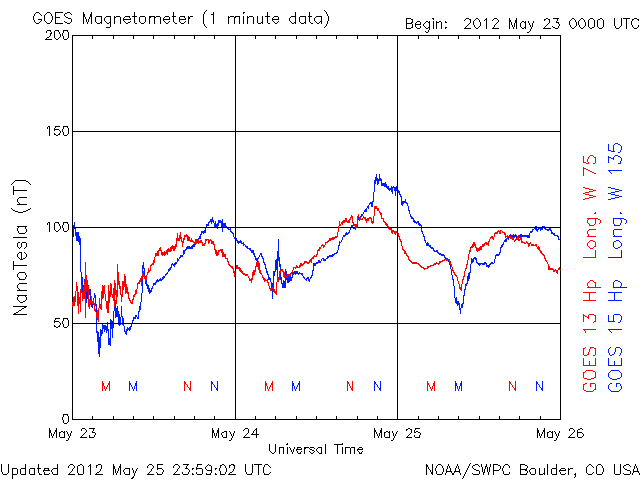 GOES Magnetometer (1 minute data)
Begin: 2012 May 23 0000 UTC
200
150
100
50
0
NanoTesla (nT)
M M N N M M N N M M N N
May 23 May 24 May 25 May 26
Universal Time
GOES 13 Hp Long. W 75
GOES 15 Hp Long. W 135
Updated 2012 May 25 23:59:02 UTC
NOAA/SWPC Boulder, CO USA